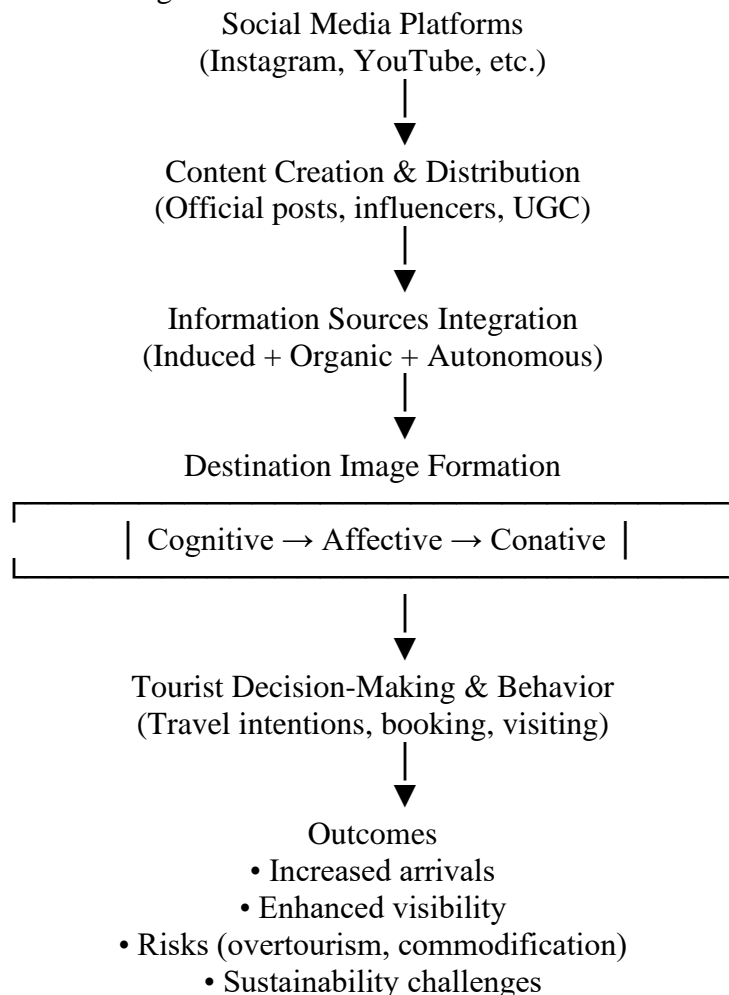 Social Media Platforms
(Instagram, YouTube, etc.)
Content Creation & Distribution
(Official posts, influencers, UGC)
Information Sources Integration
(Induced + Organic + Autonomous)
Destination Image Formation
│ Cognitive → Affective → Conative │
Tourist Decision-Making & Behavior
(Travel intentions, booking, visiting)
Outcomes
• Increased arrivals
• Enhanced visibility
• Risks (overtourism, commodification)
• Sustainability challenges